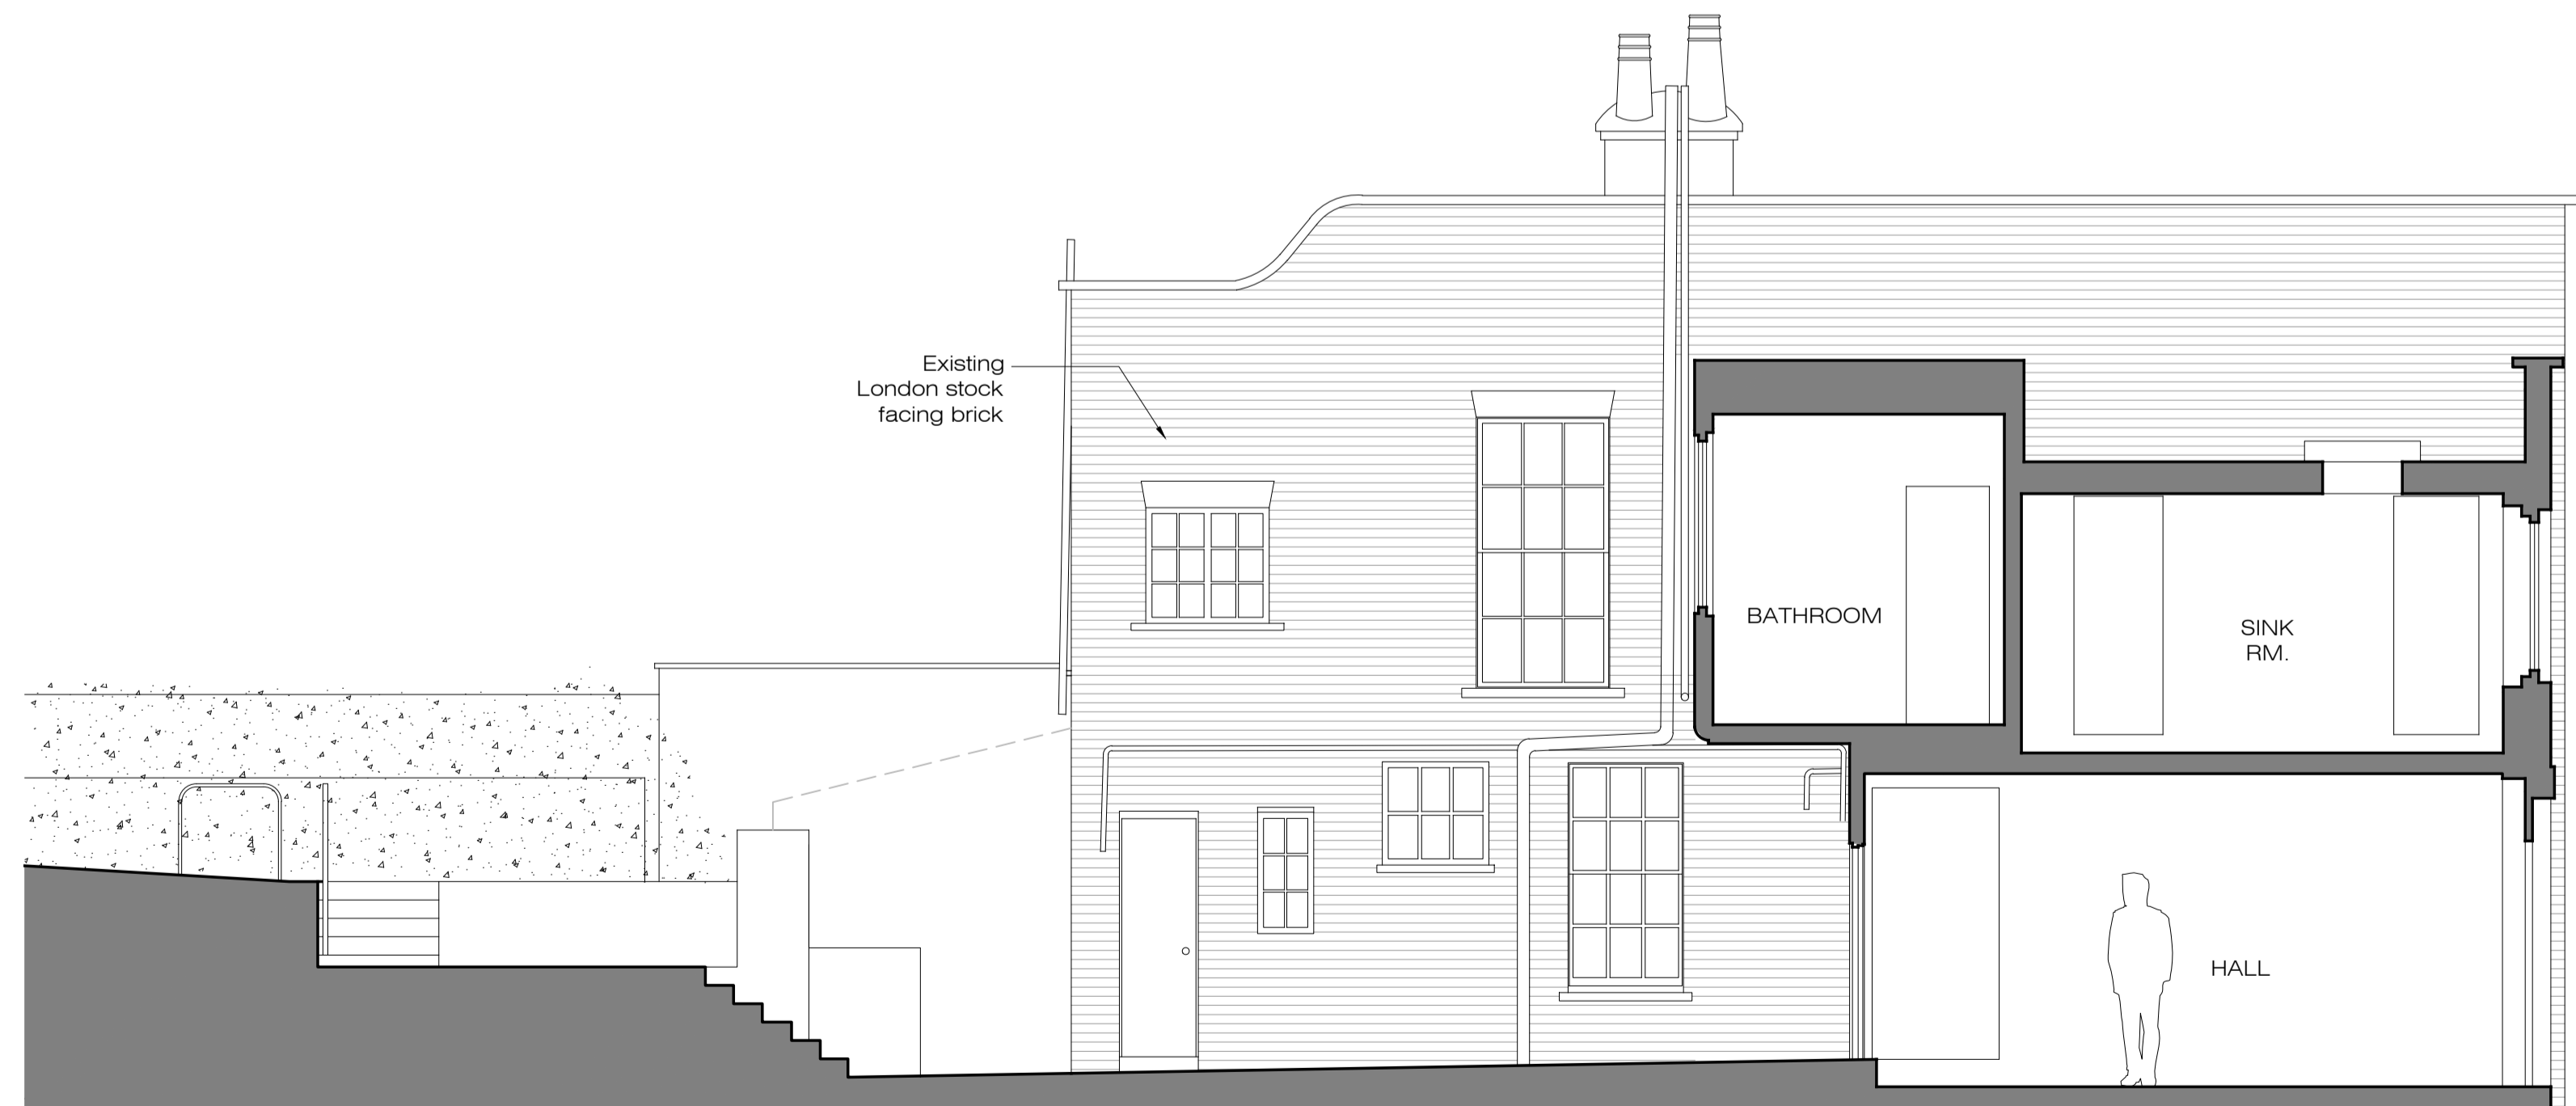 Existing
London stock
facing brick
BATHROOM
SINK
RM.
HALL